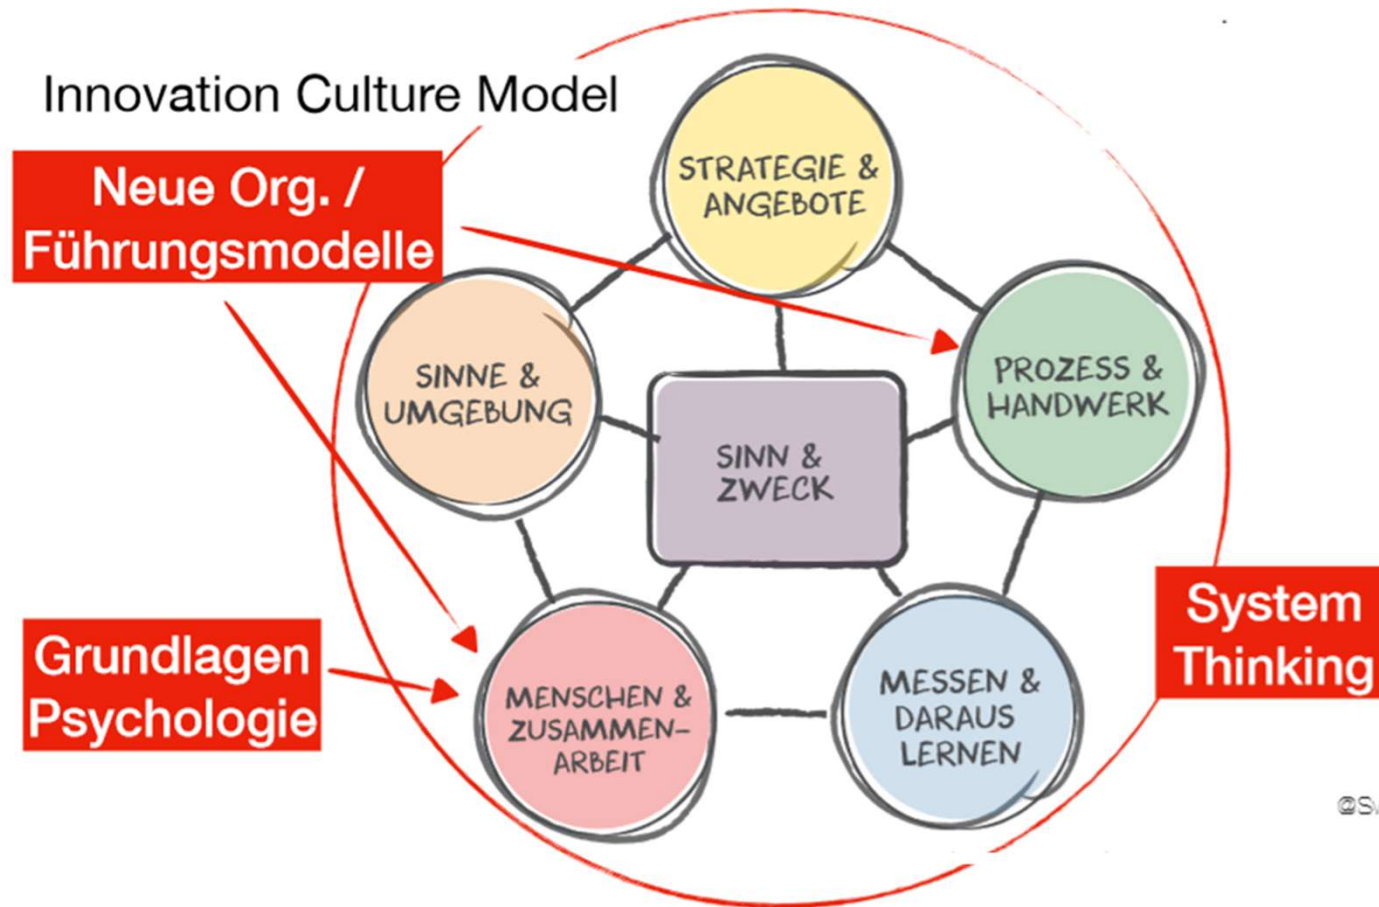 Innovation Culture Model
Neue Org. /
Führungsmodelle
STRATEGIE &
ANGEBOTE
SINNE &
UMGEBUNG
PROZESS &
HANDWERK
SINN &
ZWECK
Grundlagen
Psychologie
System
Thinking
MENSCHEN &
ZUSAMMEN-
ARBEIT
MESSEN &
DARAUS
LERNEN